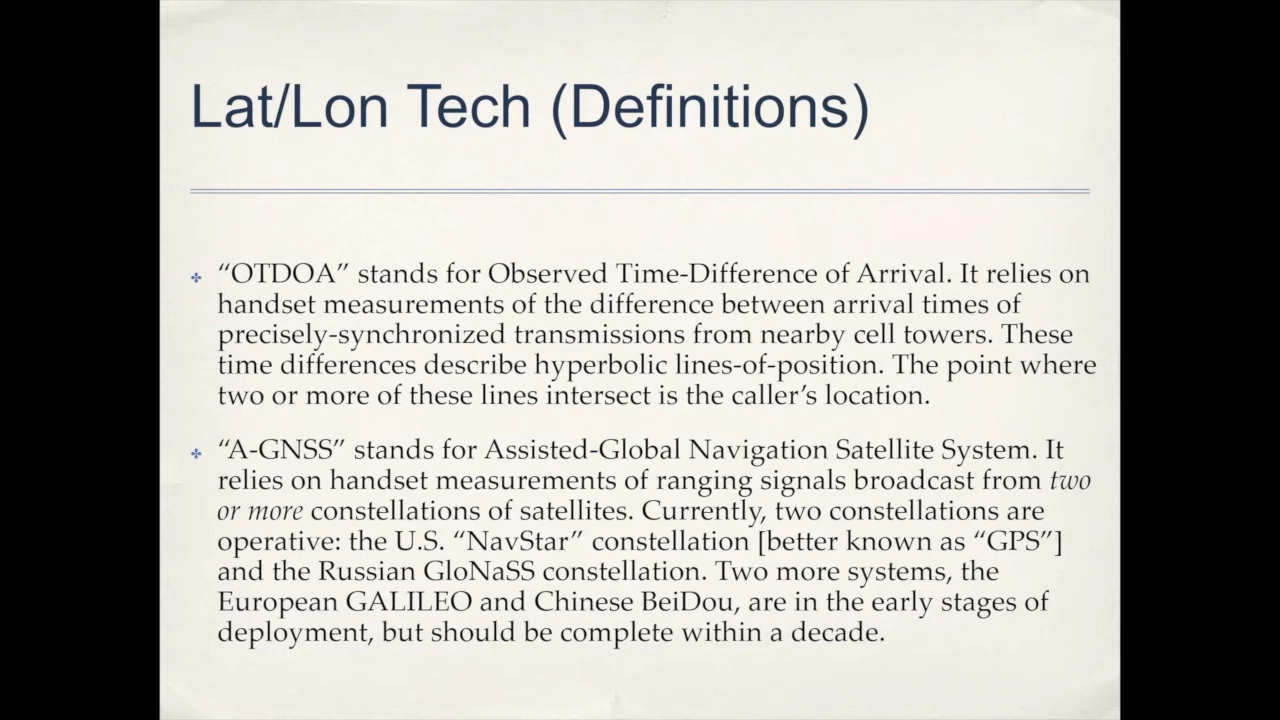 Lat/Lon Tech (Definitions)
“OTDOA” stands for Observed Time-Difference of Arrival. It relies on
handset measurements of the difference between arrival times of
precisely-synchronized transmissions from nearby cell towers. These
time differences describe hyperbolic lines-of-position. The point where
two or more of these lines intersect is the caller’s location.
“A-GNSS” stands for Assisted-Global Navigation Satellite System. It
relies on handset measurements of ranging signals broadcast from two
or more constellations of satellites. Currently, two constellations are
operative: the U.S. “NavStar” constellation [better known as “GPS”]
and the Russian GloNaSS constellation. Two more systems, the
European GALILEO and Chinese BeiDou, are in the early stages of
deployment, but should be complete within a decade.